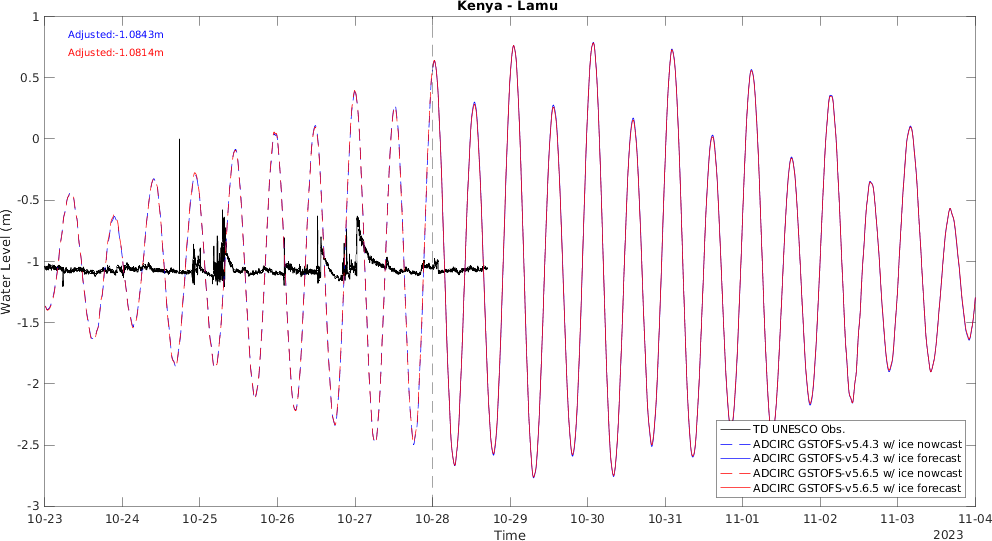 Kenya - Lamu
Adjusted:-1.0843m
Adjusted:-1.0814m
1
0.5
0
-0.5
-1
-1.5
-2
-2.5
-3
Water Level (m)
TD UNESCO Obs.
ADCIRC GSTOFS-v5.4.3 w/ ice nowcast
ADCIRC GSTOFS-v5.4.3 w/ ice forecast
ADCIRC GSTOFS-v5.6.5 w/ ice nowcast
ADCIRC GSTOFS-v5.6.5 w/ ice forecast
10-23 10-24 10-25 10-26 10-27 10-28 10-29 10-30 10-31 11-01 11-02 11-03 11-04
Time
2023